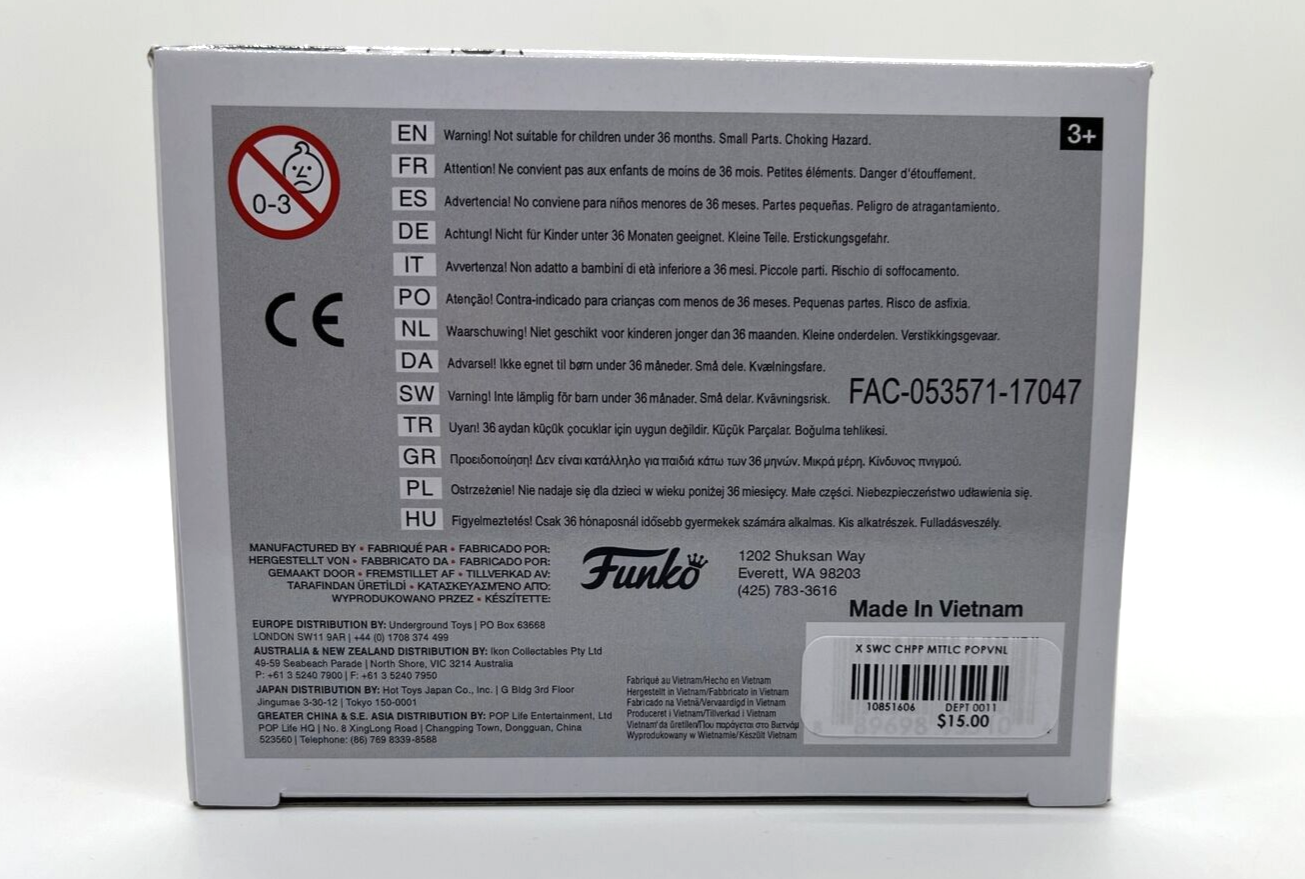 3+
0-3
EN Warning! Not suitable for children under 36 months. Small Parts. Choking Hazard.
FR Attention! Ne convient pas aux enfants de moins de 36 mois. Petites éléments. Danger d'étouffement.
ES Advertencia! No conviene para niños menores de 36 meses. Partes pequeñas. Peligro de atragantamiento.
DE Achtung! Nicht für Kinder unter 36 Monaten geeignet. Kleine Teile. Erstickungsgefahr.
IT Avvertenza! Non adatto a bambini di età inferiore a 36 mesi. Piccole parti. Rischio di soffocamento.
CE
PO Atenção! Contra-indicado para crianças com menos de 36 meses. Pequenas partes. Risco de asfixia.
NL Waarschuwing! Niet geschikt voor kinderen jonger dan 36 maanden. Kleine onderdelen. Verstikkingsgevaar.
DA Advarsel! Ikke egnet til børn under 36 måneder. Små dele. Kvælningsfare.
SW Varning! Inte lämplig för barn under 36 månader. Små delar. Kvävningsrisk.
FAC-053571-17047
TR Uyarı! 36 aydan küçük çocuklar için uygun değildir. Küçük Parçalar. Boğulma tehlikesi.
GR Προειδοποίηση! Δεν είναι κατάλληλο για παιδιά κάτω των 36 μηνών. Μικρά μέρη. Κίνδυνος πνιγμού.
PL Ostrzeżenie! Nie nadaje się dla dzieci w wieku poniżej 36 miesięcy. Małe części. Niebezpieczeństwo udławienia się.
HU Figyelmeztetés! Csak 36 hónaposnál idősebb gyermekek számára alkalmas. Kis alkatrészek. Fulladásveszély.
MANUFACTURED BY • FABRIQUÉ PAR • FABRICADO POR:
HERGESTELLT VON • FABBRICATO DA • FABRICADO POR:
GEMAAKT DOOR • FREMSTILLET AF • TILLVERKAD AV:
TARAFINDAN ÜRETİLDİ • ΚΑΤΑΣΚΕΥΑΣΜΕΝΟ ΑΠΟ:
WYPRODUKOWANO PRZEZ • KÉSZÍTETTE:
Funko
1202 Shuksan Way
Everett, WA 98203
(425) 783-3616
Made In Vietnam
EUROPE DISTRIBUTION BY: Underground Toys | PO Box 63668
LONDON SW11 9AR | +44 (0) 1708 374 499
AUSTRALIA & NEW ZEALAND DISTRIBUTION BY: Ikon Collectables Pty Ltd
49-59 Seabeach Parade | North Shore, VIC 3214 Australia
P: +61 3 5240 7900 | F: +61 3 5240 7950
JAPAN DISTRIBUTION BY: Hot Toys Japan Co., Inc. | G Bldg 3rd Floor
Jingumae 3-30-12 | Tokyo 150-0001
GREATER CHINA & S.E. ASIA DISTRIBUTION BY: POP Life Entertainment, Ltd
POP Life HQ | No. 8 XingLong Road | Changping Town, Dongguan, China
523560 | Telephone: (86) 769 8339-8588
Fabriqué au Vietnam/Hecho en Vietnam
Hergestellt in Vietnam/Fabbricato in Vietnam
Fabricado na Vietnã/Vervaardigd in Vietnam
Produceret i Vietnam/Tillverkad i Vietnam
Vietnam'da üretilen/Που παράγεται στο Βιετνάμ
Wyprodukowany w Wietnamie/Készült Vietnam
X SWC CHPP MTTLC POPVNL
10851606 DEPT 0011
$15.00